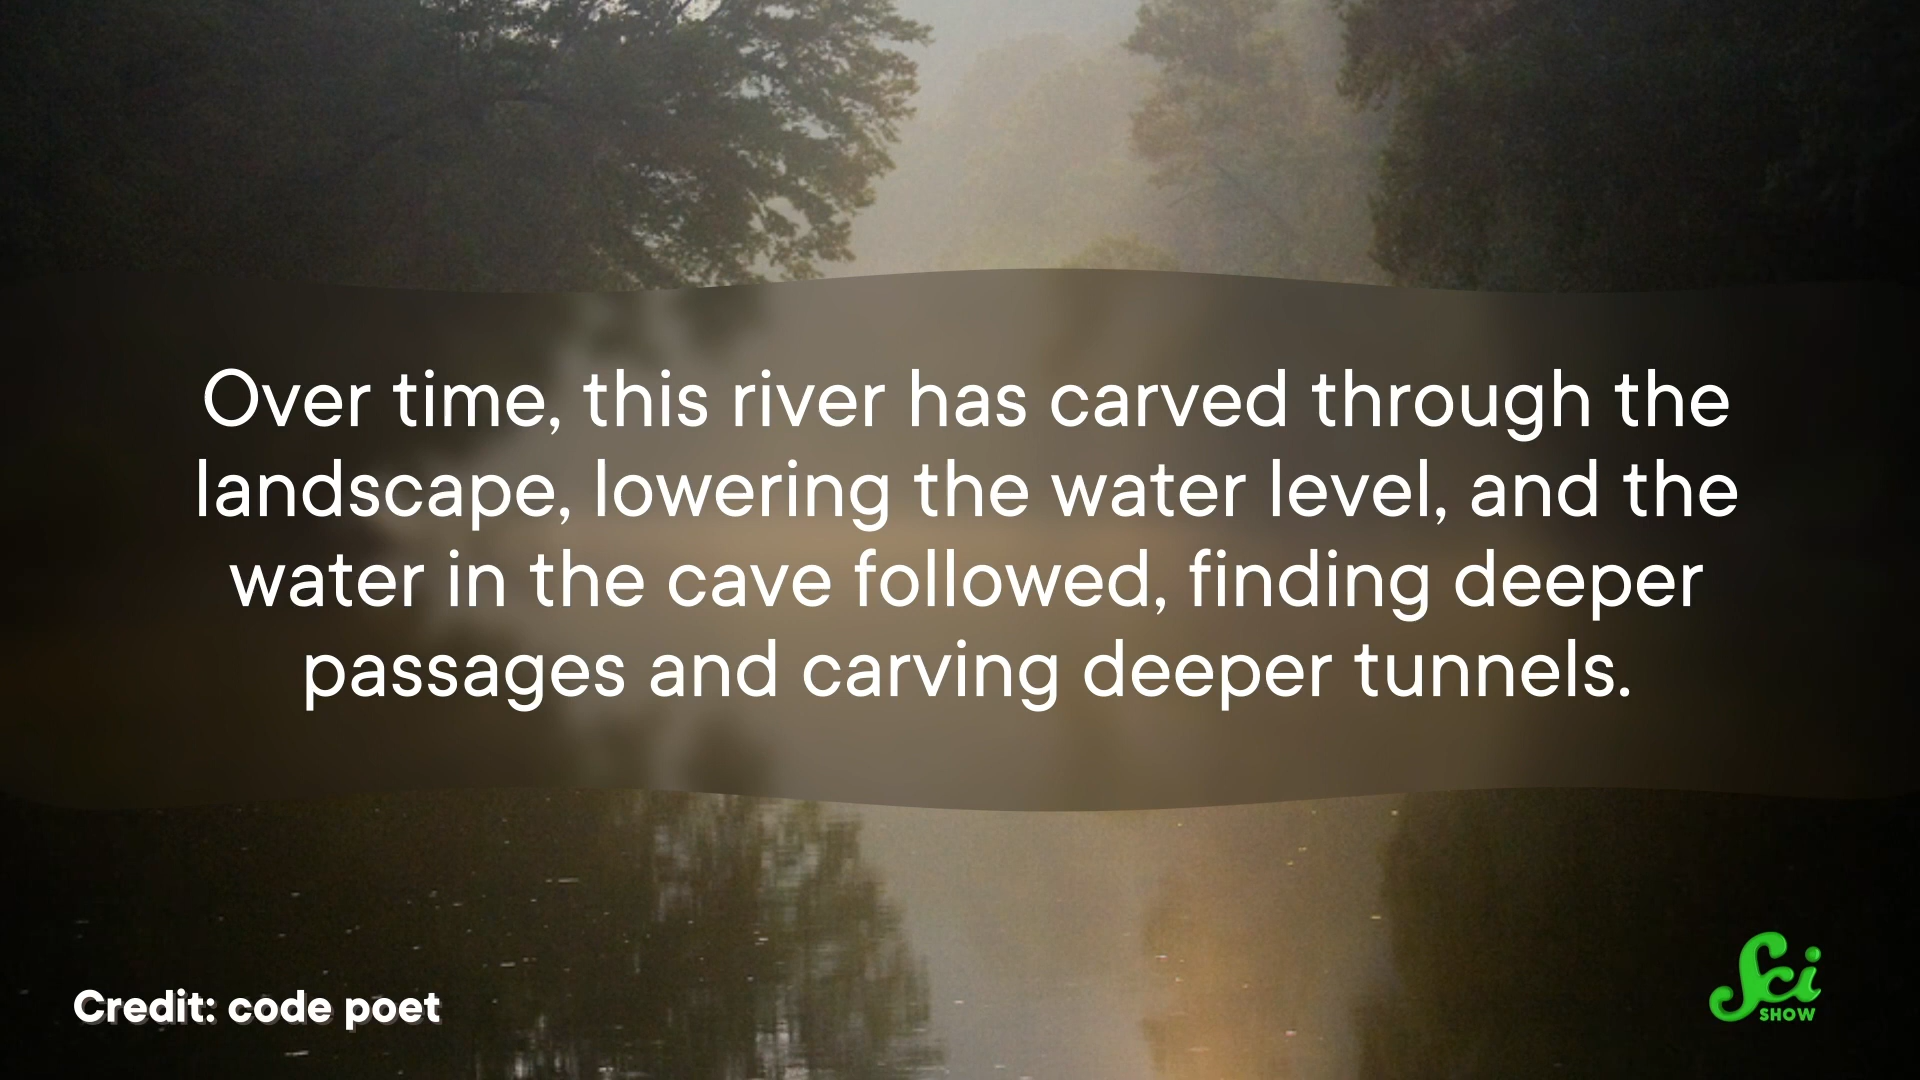 Over time, this river has carved through the
landscape, lowering the water level, and the
water in the cave followed, finding deeper
passages and carving deeper tunnels.
Credit: code poet
Sci
SHOW